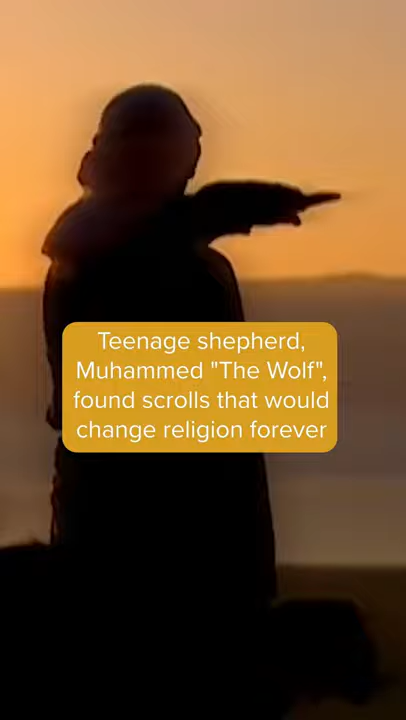 Teenage shepherd,
Muhammed "The Wolf",
found scrolls that would
change religion forever